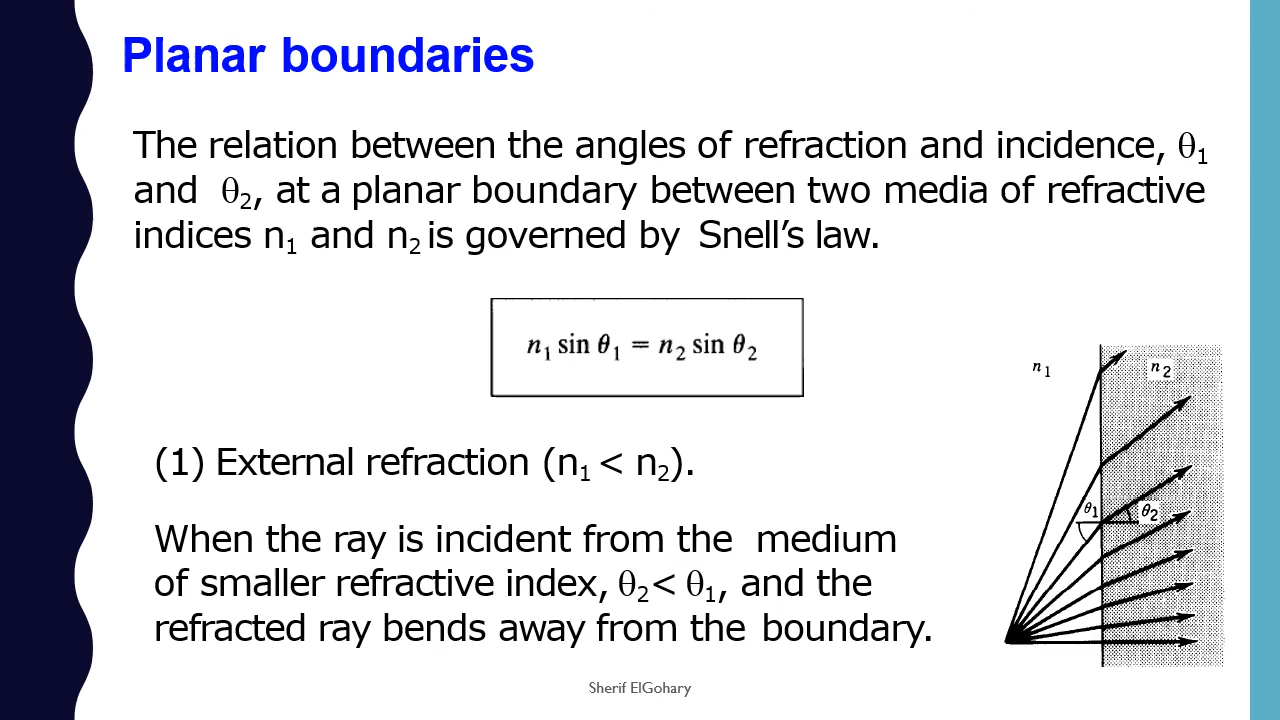 Planar boundaries
The relation between the angles of refraction and incidence, θ₁
and θ₂, at a planar boundary between two media of refractive
indices n₁ and n₂ is governed by Snell’s law.
n₁ sin θ₁ = n₂ sin θ₂
n₁ n₂
(1) External refraction (n₁ < n₂).
θ₁ θ₂
When the ray is incident from the medium
of smaller refractive index, θ₂< θ₁, and the
refracted ray bends away from the boundary.
Sherif ElGohary